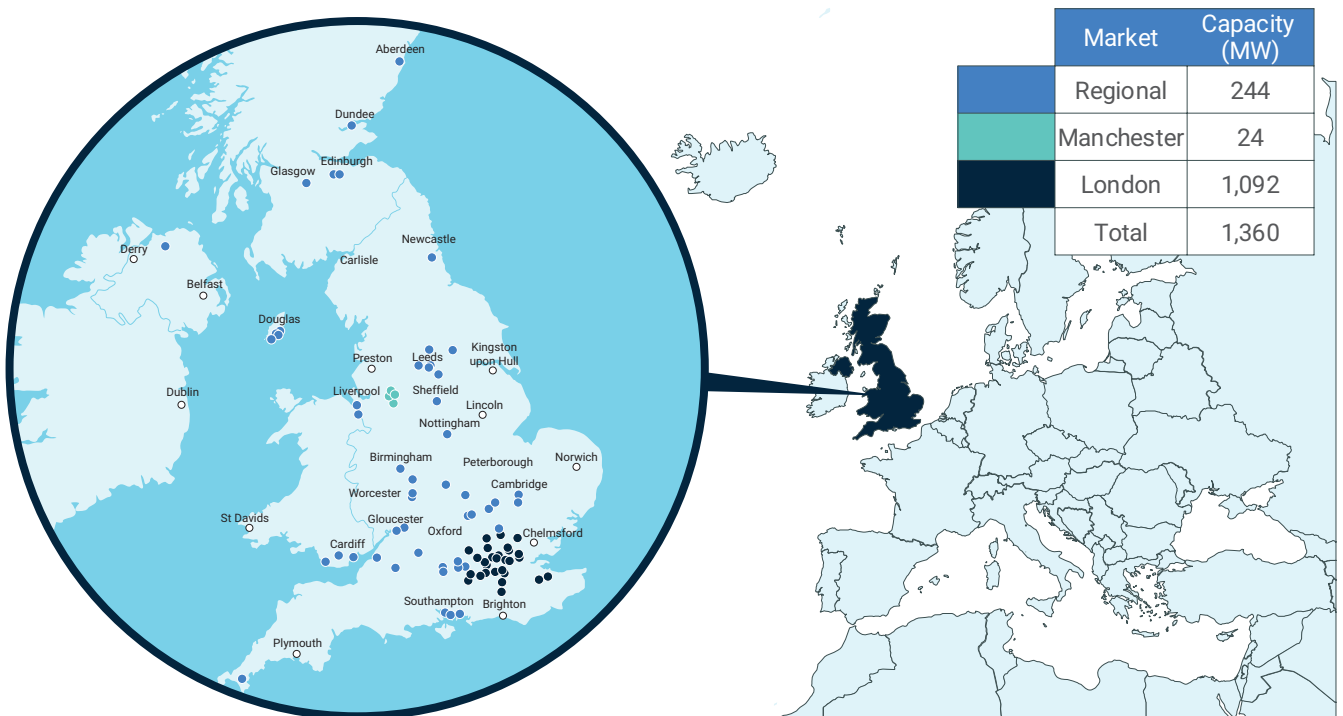 Aberdeen
Dundee
Edinburgh
Glasgow
Newcastle
Carlisle
Derry
Belfast
Douglas
Preston
Leeds
Kingston
upon Hull
Dublin
Liverpool
Sheffield
Lincoln
Nottingham
Birmingham
Peterborough
Norwich
Worcester
Cambridge
St Davids
Gloucester
Oxford
Chelmsford
Cardiff
Southampton
Brighton
Plymouth
Market
Capacity
(MW)
Regional
244
Manchester
24
London
1,092
Total
1,360